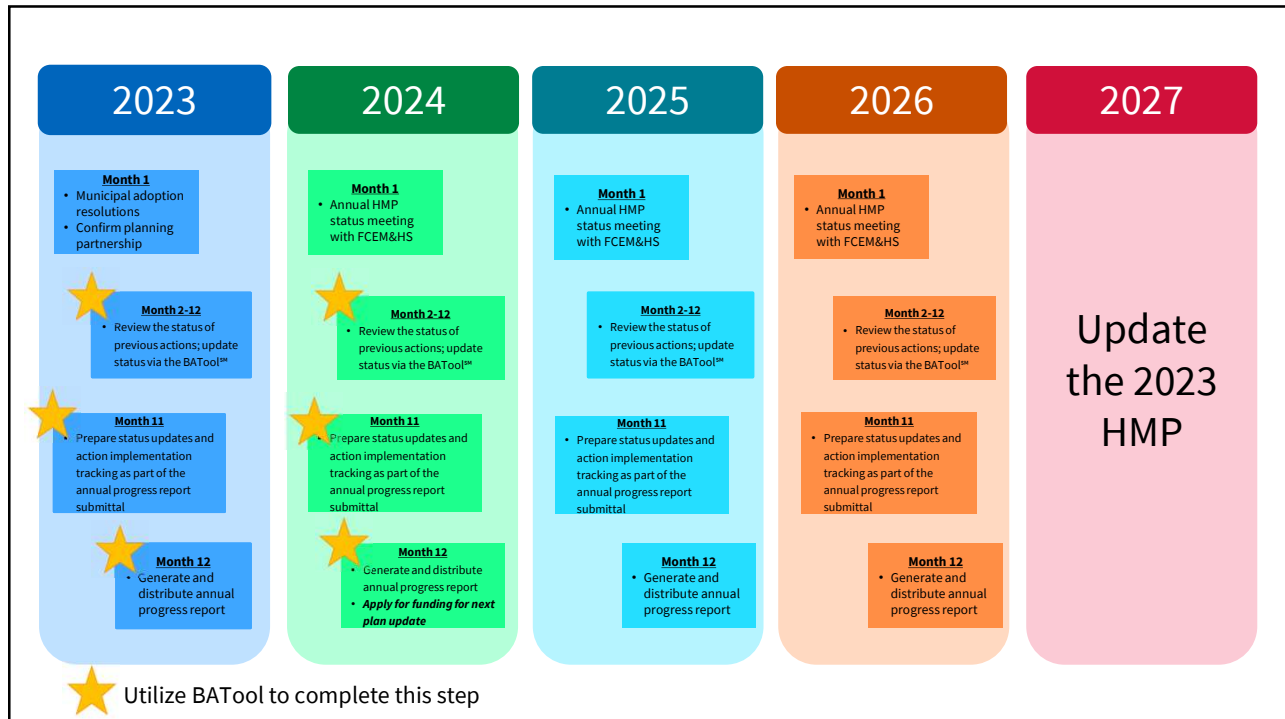 2023
Month 1
• Municipal adoption
resolutions
• Confirm planning
partnership
Month 2-12
• Review the status of
previous actions; update
status via the BATool℠
Month 11
• Prepare status updates and
action implementation
tracking as part of the
annual progress report
submittal
Month 12
• Generate and
distribute annual
progress report
2024
Month 1
• Annual HMP
status meeting
with FCEM&HS
Month 2-12
• Review the status of
previous actions; update
status via the BATool℠
Month 11
• Prepare status updates and
action implementation
tracking as part of the
annual progress report
submittal
Month 12
• Generate and distribute
annual progress report
• Apply for funding for next
plan update
2025
Month 1
• Annual HMP
status meeting
with FCEM&HS
Month 2-12
• Review the status of
previous actions; update
status via the BATool℠
Month 11
• Prepare status updates and
action implementation
tracking as part of the
annual progress report
submittal
Month 12
• Generate and
distribute annual
progress report
2026
Month 1
• Annual HMP
status meeting
with FCEM&HS
Month 2-12
• Review the status of
previous actions; update
status via the BATool℠
Month 11
• Prepare status updates and
action implementation
tracking as part of the
annual progress report
submittal
Month 12
• Generate and
distribute annual
progress report
2027
Update
the 2023
HMP
Utilize BATool to complete this step